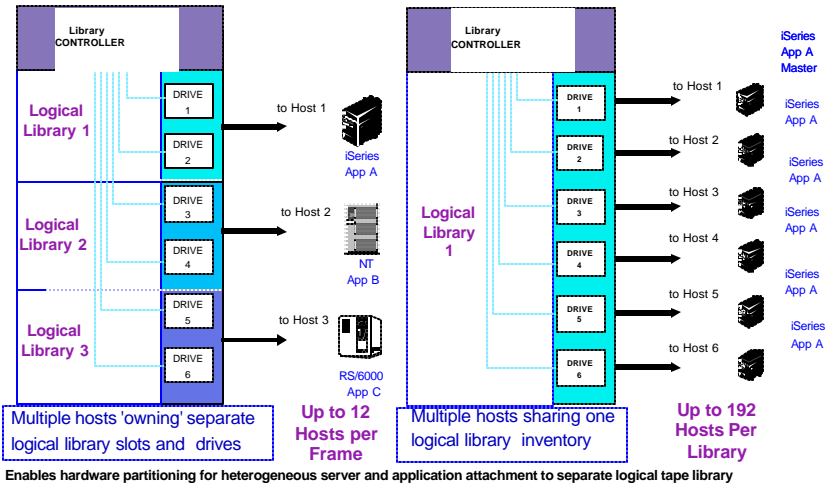 Library
CONTROLLER
Logical
Library 1
DRIVE
1
DRIVE
2
to Host 1
iSeries
App A
Logical
Library 2
DRIVE
3
DRIVE
4
to Host 2
NT
App B
Logical
Library 3
DRIVE
5
DRIVE
6
to Host 3
RS/6000
App C
Multiple hosts 'owning' separate
logical library slots and drives
Up to 12
Hosts per
Frame
Library
CONTROLLER
Logical
Library
1
DRIVE
1
DRIVE
2
DRIVE
3
DRIVE
4
DRIVE
5
DRIVE
6
to Host 1
to Host 2
to Host 3
to Host 4
to Host 5
to Host 6
iSeries
App A
Master
iSeries
App A
iSeries
App A
iSeries
App A
iSeries
App A
iSeries
App A
Multiple hosts sharing one
logical library inventory
Up to 192
Hosts Per
Library
Enables hardware partitioning for heterogeneous server and application attachment to separate logical tape library